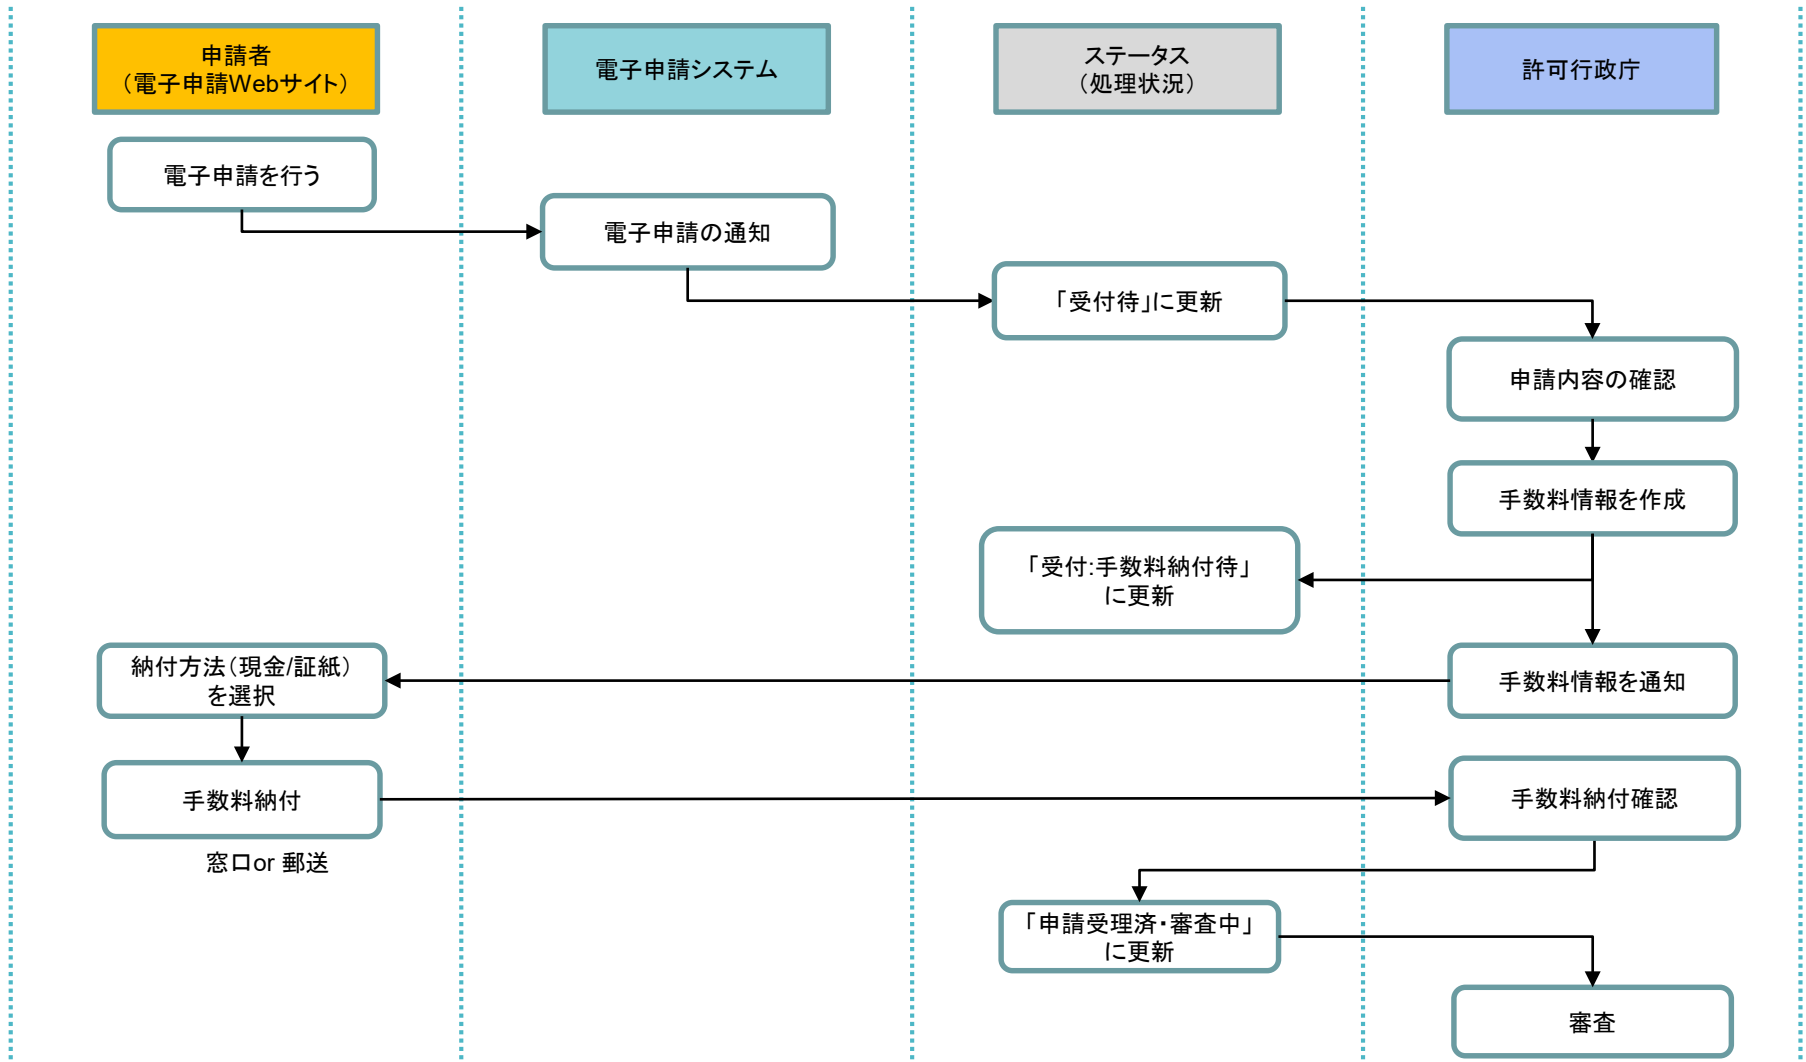 申請者
（電子申請Webサイト）
電子申請システム
ステータス
（処理状況）
許可行政庁
電子申請を行う
電子申請の通知
「受付待」に更新
申請内容の確認
手数料情報を作成
「受付:手数料納付待」
に更新
納付方法（現金/証紙）
を選択
手数料情報を通知
手数料納付
手数料納付確認
窓口or 郵送
「申請受理済・審査中」
に更新
審査